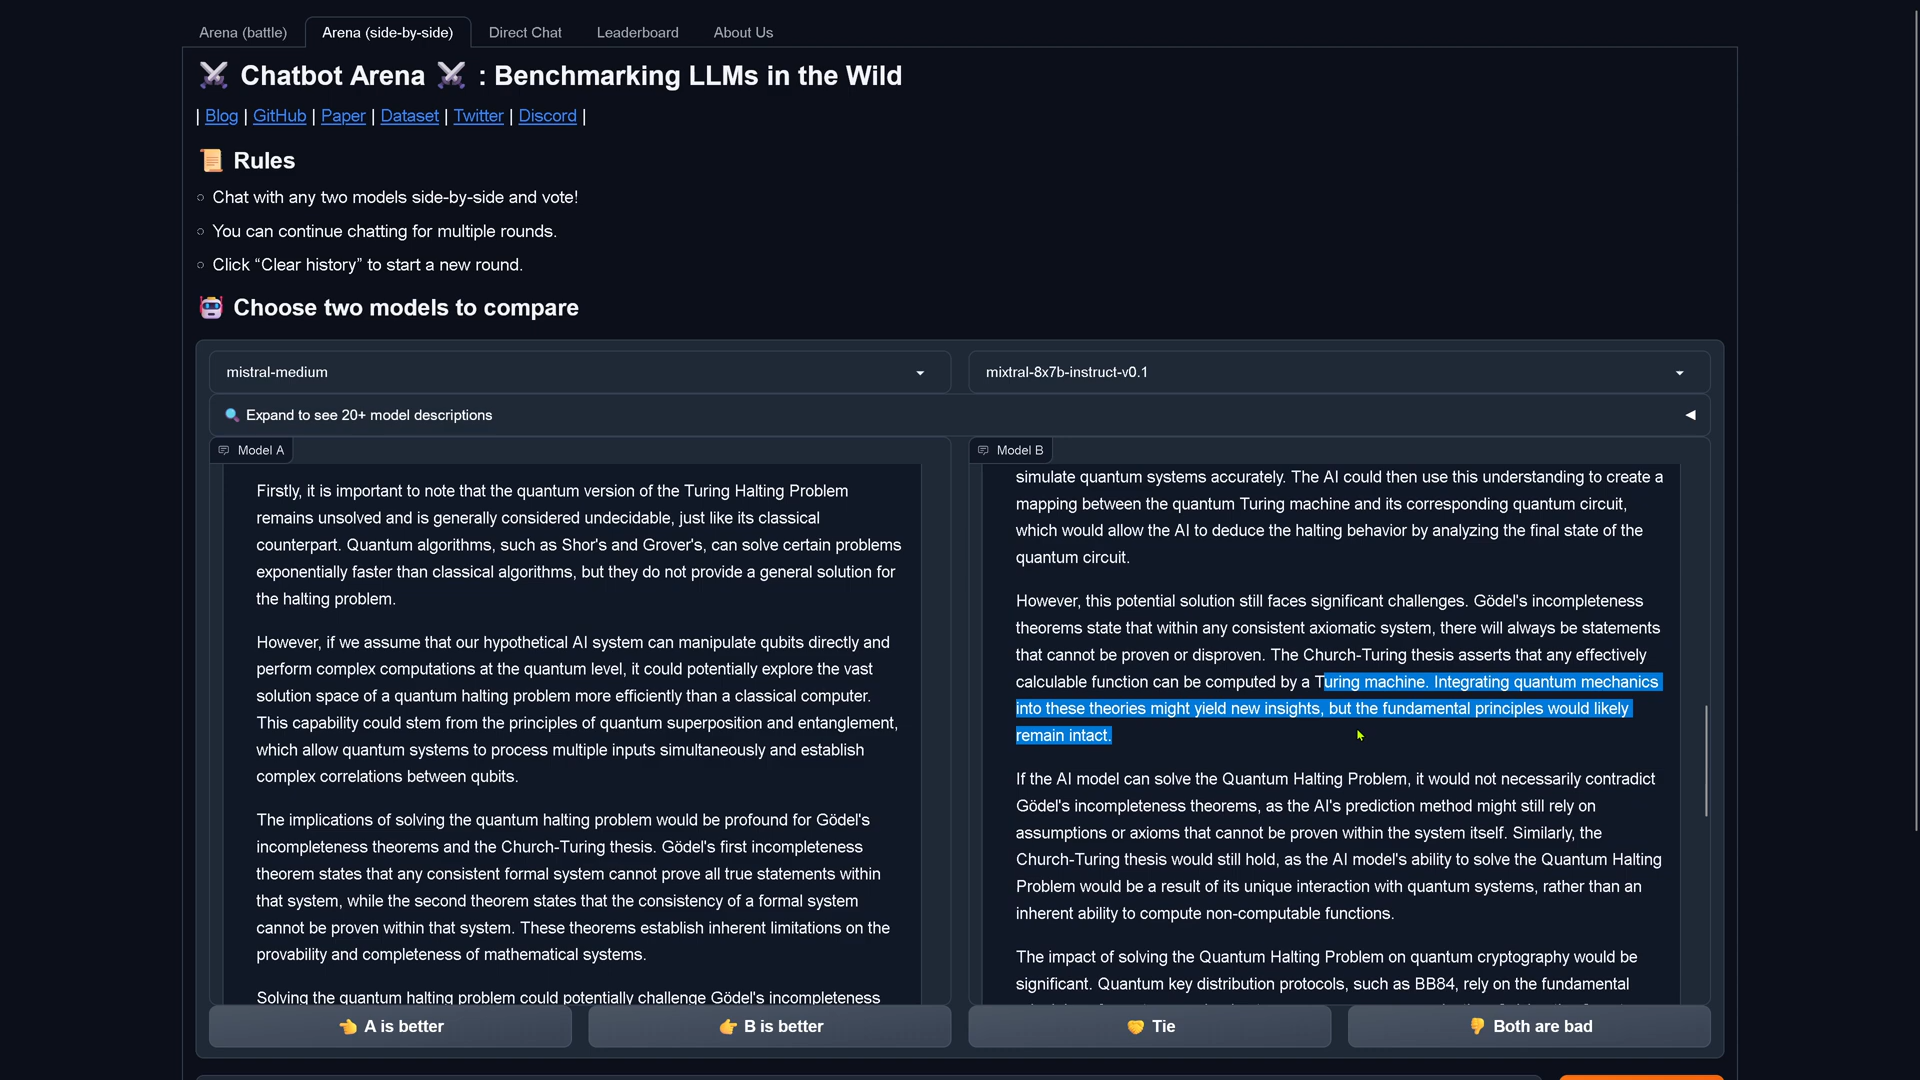 Arena (battle)
Arena (side-by-side)
Direct Chat
Leaderboard
About Us
Chatbot Arena : Benchmarking LLMs in the Wild
| Blog | GitHub | Paper | Dataset | Twitter | Discord |
Rules
Chat with any two models side-by-side and vote!
You can continue chatting for multiple rounds.
Click “Clear history” to start a new round.
Choose two models to compare
mistral-medium
mixtral-8x7b-instruct-v0.1
Expand to see 20+ model descriptions
Model A
Firstly, it is important to note that the quantum version of the Turing Halting Problem
remains unsolved and is generally considered undecidable, just like its classical
counterpart. Quantum algorithms, such as Shor's and Grover's, can solve certain problems
exponentially faster than classical algorithms, but they do not provide a general solution for
the halting problem.
However, if we assume that our hypothetical AI system can manipulate qubits directly and
perform complex computations at the quantum level, it could potentially explore the vast
solution space of a quantum halting problem more efficiently than a classical computer.
This capability could stem from the principles of quantum superposition and entanglement,
which allow quantum systems to process multiple inputs simultaneously and establish
complex correlations between qubits.
The implications of solving the quantum halting problem would be profound for Gödel's
incompleteness theorems and the Church-Turing thesis. Gödel's first incompleteness
theorem states that any consistent formal system cannot prove all true statements within
that system, while the second theorem states that the consistency of a formal system
cannot be proven within that system. These theorems establish inherent limitations on the
provability and completeness of mathematical systems.
Solving the quantum halting problem could potentially challenge Gödel's incompleteness
Model B
simulate quantum systems accurately. The AI could then use this understanding to create a
mapping between the quantum Turing machine and its corresponding quantum circuit,
which would allow the AI to deduce the halting behavior by analyzing the final state of the
quantum circuit.
However, this potential solution still faces significant challenges. Gödel's incompleteness
theorems state that within any consistent axiomatic system, there will always be statements
that cannot be proven or disproven. The Church-Turing thesis asserts that any effectively
calculable function can be computed by a Turing machine. Integrating quantum mechanics
into these theories might yield new insights, but the fundamental principles would likely
remain intact.
If the AI model can solve the Quantum Halting Problem, it would not necessarily contradict
Gödel's incompleteness theorems, as the AI's prediction method might still rely on
assumptions or axioms that cannot be proven within the system itself. Similarly, the
Church-Turing thesis would still hold, as the AI model's ability to solve the Quantum Halting
Problem would be a result of its unique interaction with quantum systems, rather than an
inherent ability to compute non-computable functions.
The impact of solving the Quantum Halting Problem on quantum cryptography would be
significant. Quantum key distribution protocols, such as BB84, rely on the fundamental
A is better
B is better
Tie
Both are bad